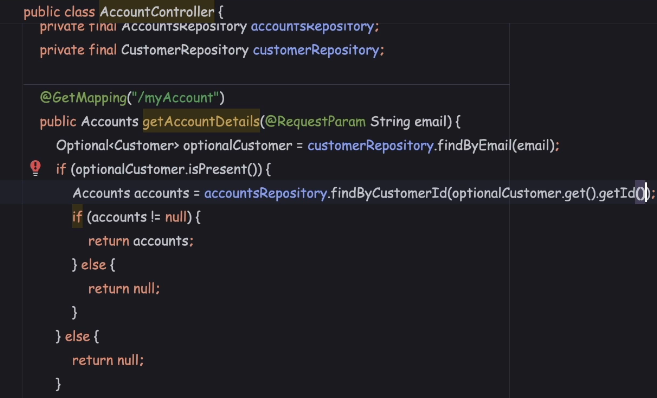 public class AccountController {
private final AccountsRepository accountsRepository;
private final CustomerRepository customerRepository;
@GetMapping("/myAccount")
public Accounts getAccountDetails(@RequestParam String email) {
Optional<Customer> optionalCustomer = customerRepository.findByEmail(email);
if (optionalCustomer.isPresent()) {
Accounts accounts = accountsRepository.findByCustomerId(optionalCustomer.get().getId());
if (accounts != null) {
return accounts;
} else {
return null;
}
} else {
return null;
}